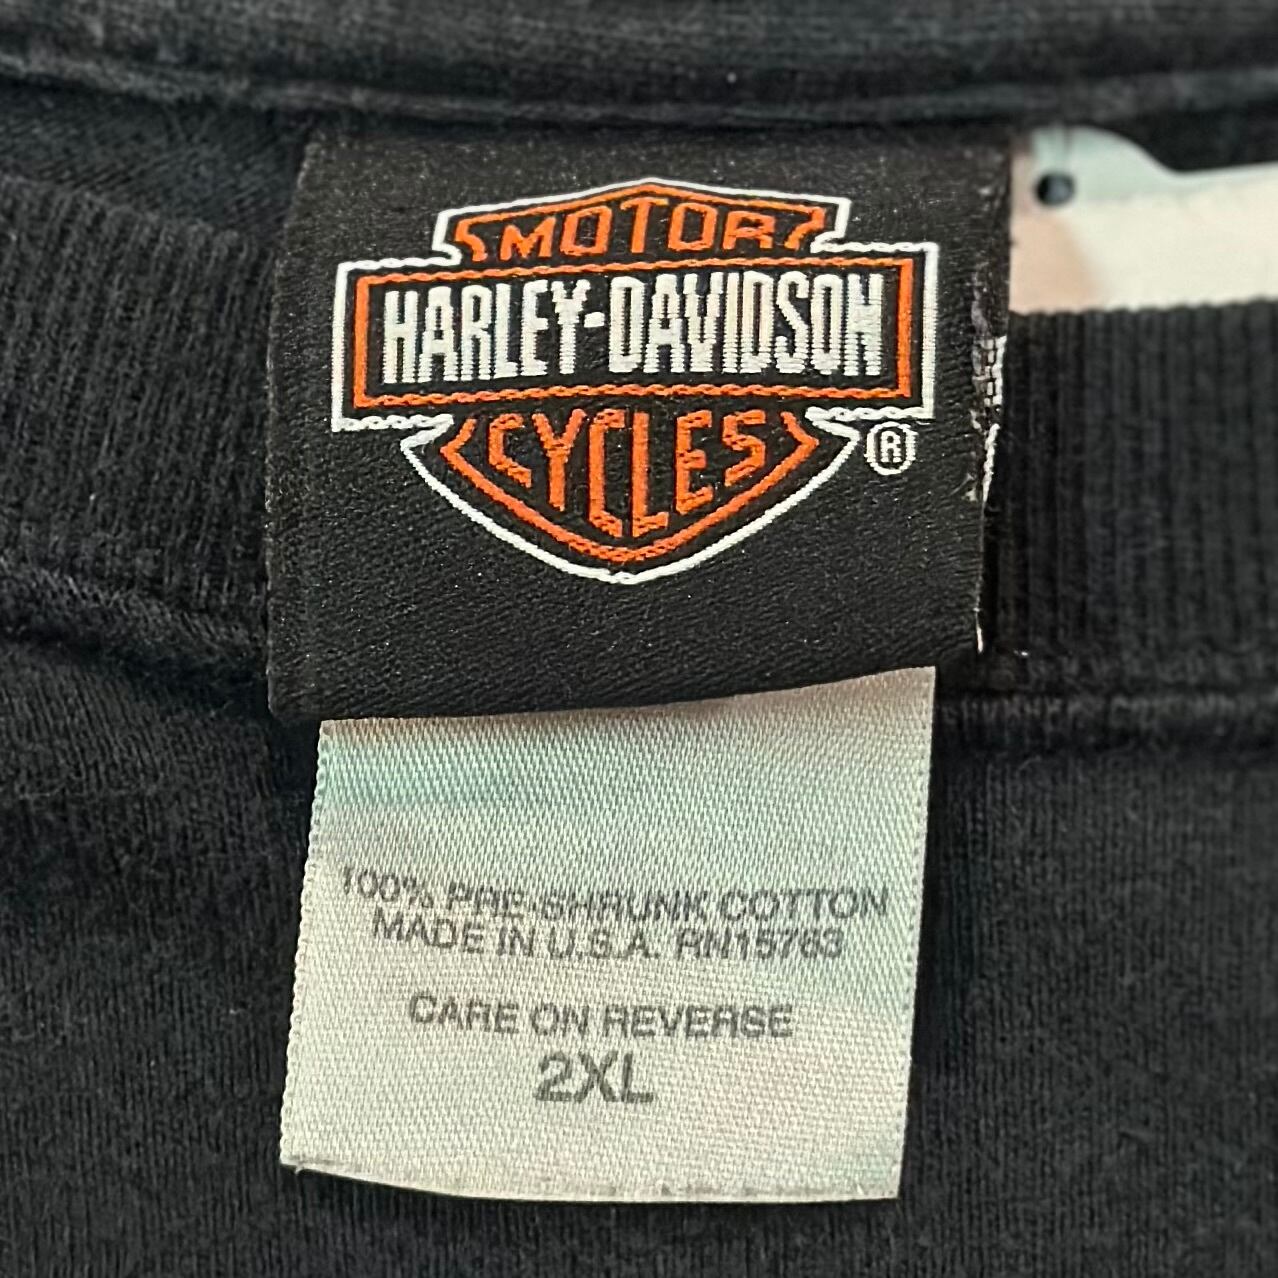 MOTOR
HARLEY-DAVIDSON
CYCLES
®
100% PRE-SHRUNK COTTON
MADE IN U.S.A. RN15763
CARE ON REVERSE
2XL